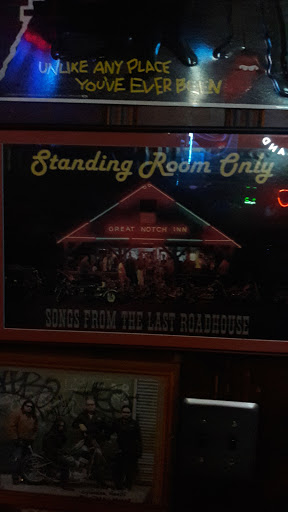 UNLIKE ANY PLACE
YOU'VE EVER BEEN
Standing Room Only
GREAT NOTCH INN
SONGS FROM THE LAST ROADHOUSE